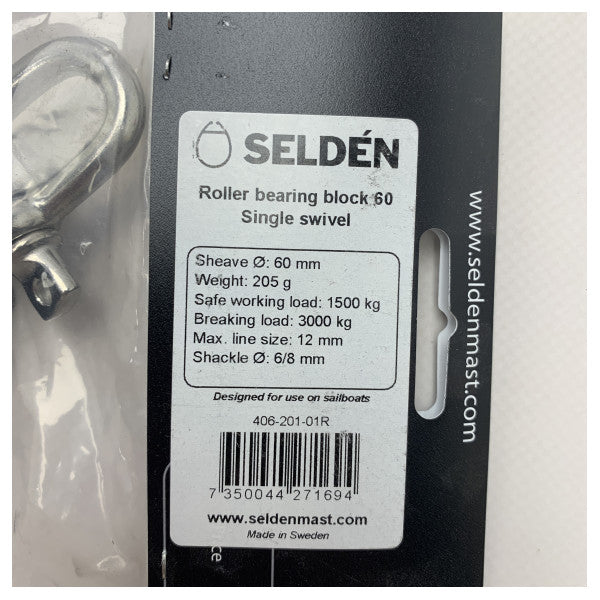 SELDÉN
Roller bearing block 60
Single swivel
Sheave Ø: 60 mm
Weight: 205 g
Safe working load: 1500 kg
Breaking load: 3000 kg
Max. line size: 12 mm
Shackle Ø: 6/8 mm
Designed for use on sailboats
406-201-01R
7 350044 271694
www.seldenmast.com
Made in Sweden
www.seldenmast.com